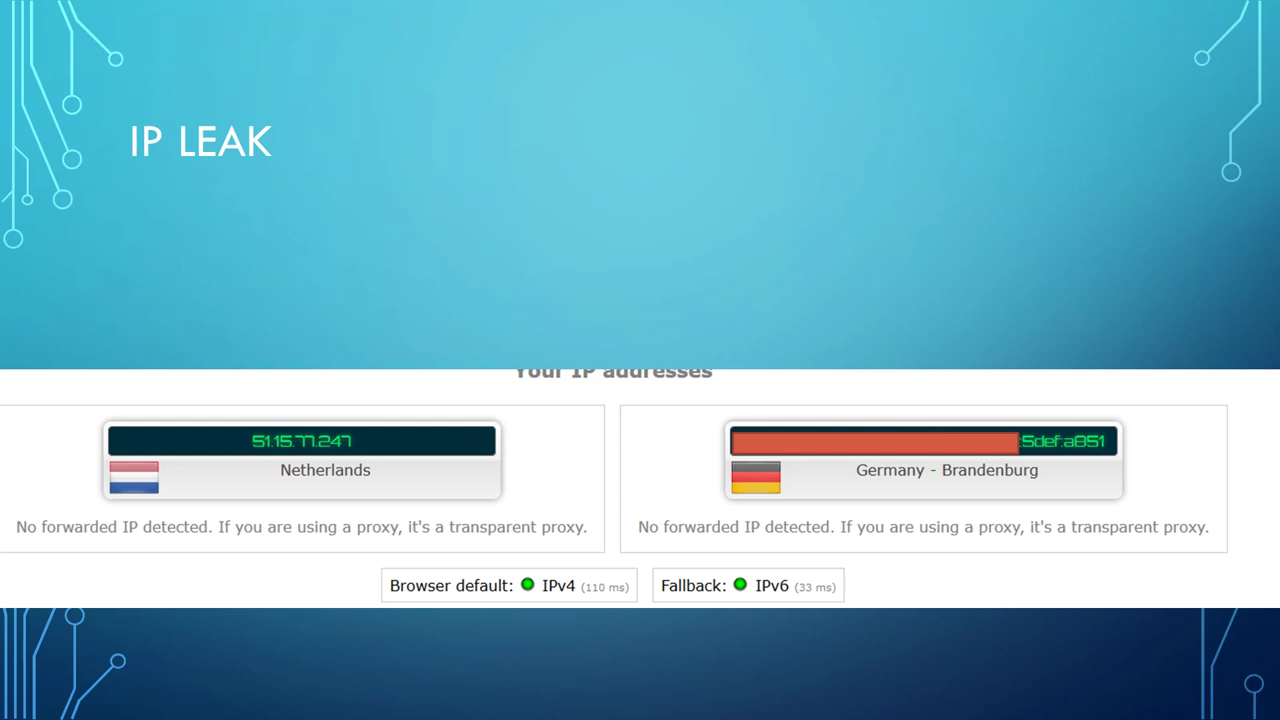 IP LEAK
Your IP addresses
51.15.77.247
Netherlands
No forwarded IP detected. If you are using a proxy, it's a transparent proxy.
:5def:a851
Germany - Brandenburg
No forwarded IP detected. If you are using a proxy, it's a transparent proxy.
Browser default: IPv4 (110 ms)
Fallback: IPv6 (33 ms)